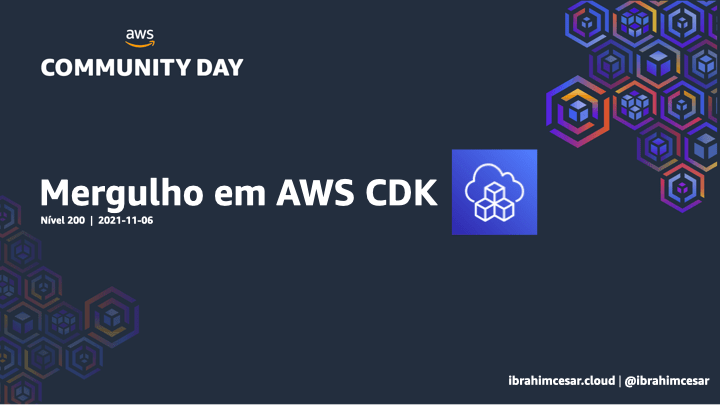 aws
COMMUNITY DAY
Mergulho em AWS CDK
Nível 200 | 2021-11-06
ibrahimcesar.cloud | @ibrahimcesar